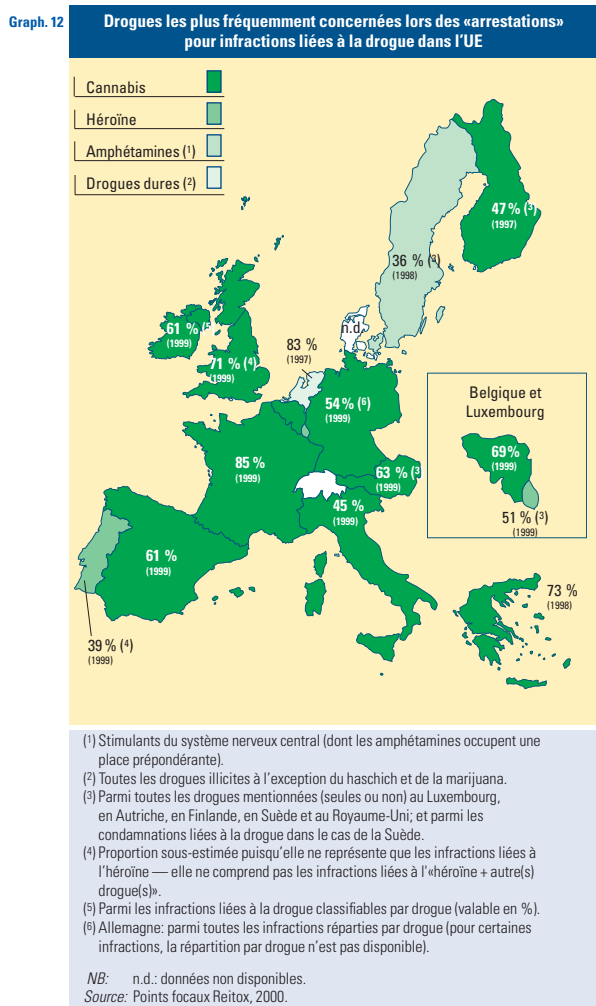 Graph. 12
Drogues les plus fréquemment concernées lors des «arrestations»
pour infractions liées à la drogue dans l'UE
Cannabis
Héroïne
Amphétamines (1)
Drogues dures (2)
47 % (3)
(1997)
36 % (3)
(1998)
n.d.
61 % (5
(1999)
71 % (4)
(1999)
83 %
(1997)
54 % (6)
(1999)
Belgique et
Luxembourg
69%
(1999)
51 % (3)
(1999)
85 %
(1999)
63 % (3
(1999)
45 %
(1999)
61 %
(1999)
73 %
(1998)
39 % (4)
(1999)
(1) Stimulants du système nerveux central (dont les amphétamines occupent une
place prépondérante).
(2) Toutes les drogues illicites à l'exception du haschich et de la marijuana.
(3) Parmi toutes les drogues mentionnées (seules ou non) au Luxembourg,
en Autriche, en Finlande, en Suède et au Royaume-Uni; et parmi les
condamnations liées à la drogue dans le cas de la Suède.
(4) Proportion sous-estimée puisqu'elle ne représente que les infractions liées à
l'héroïne — elle ne comprend pas les infractions liées à l'«héroïne + autre(s)
drogue(s)».
(5) Parmi les infractions liées à la drogue classifiables par drogue (valable en %).
(6) Allemagne: parmi toutes les infractions réparties par drogue (pour certaines
infractions, la répartition par drogue n'est pas disponible).
NB: n.d.: données non disponibles.
Source: Points focaux Reitox, 2000.